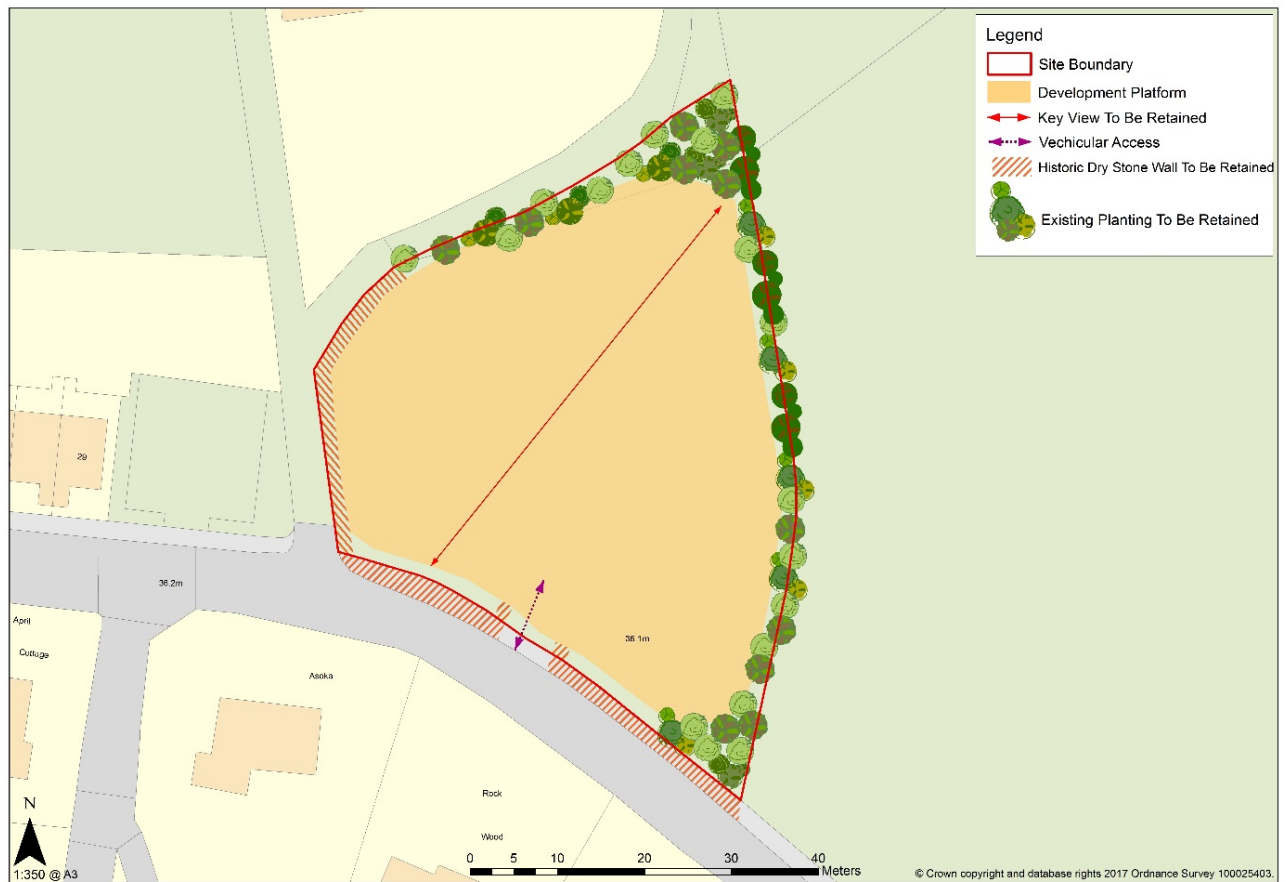 Legend
Site Boundary
Development Platform
Key View To Be Retained
Vechicular Access
Historic Dry Stone Wall To Be Retained
Existing Planting To Be Retained
29
36.2m
April
Cottage
Asoka
36.1m
Rock
Wood
N
1:350 @ A3
0 5 10 20 30 40
Meters
© Crown copyright and database rights 2017 Ordnance Survey 100025403.